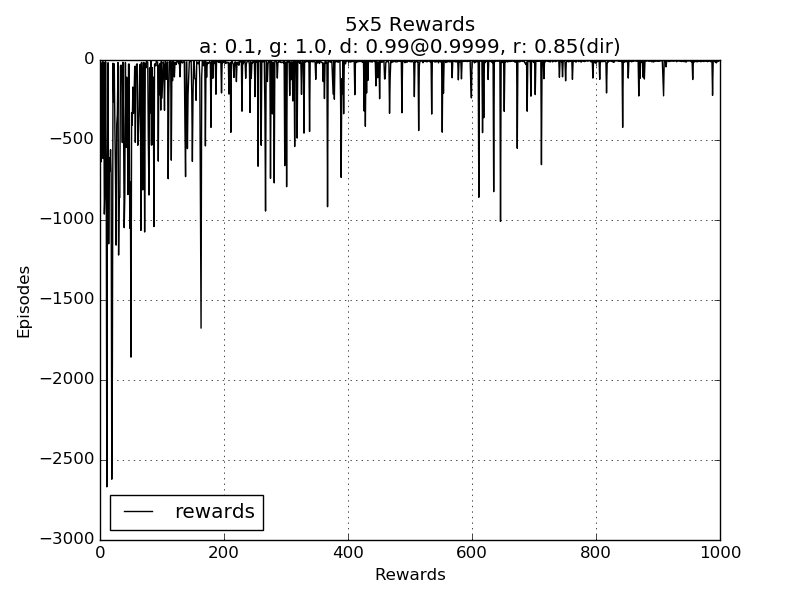 5x5 Rewards
a: 0.1, g: 1.0, d: 0.99@0.9999, r: 0.85(dir)
0
−500
−1000
−1500
−2000
−2500
−3000
Episodes
rewards
0 200 400 600 800 1000
Rewards